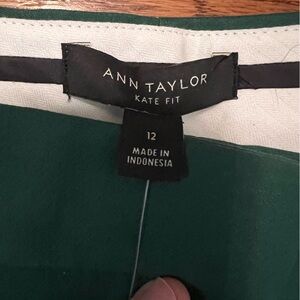 ANN TAYLOR
KATE FIT
12
MADE IN
INDONESIA